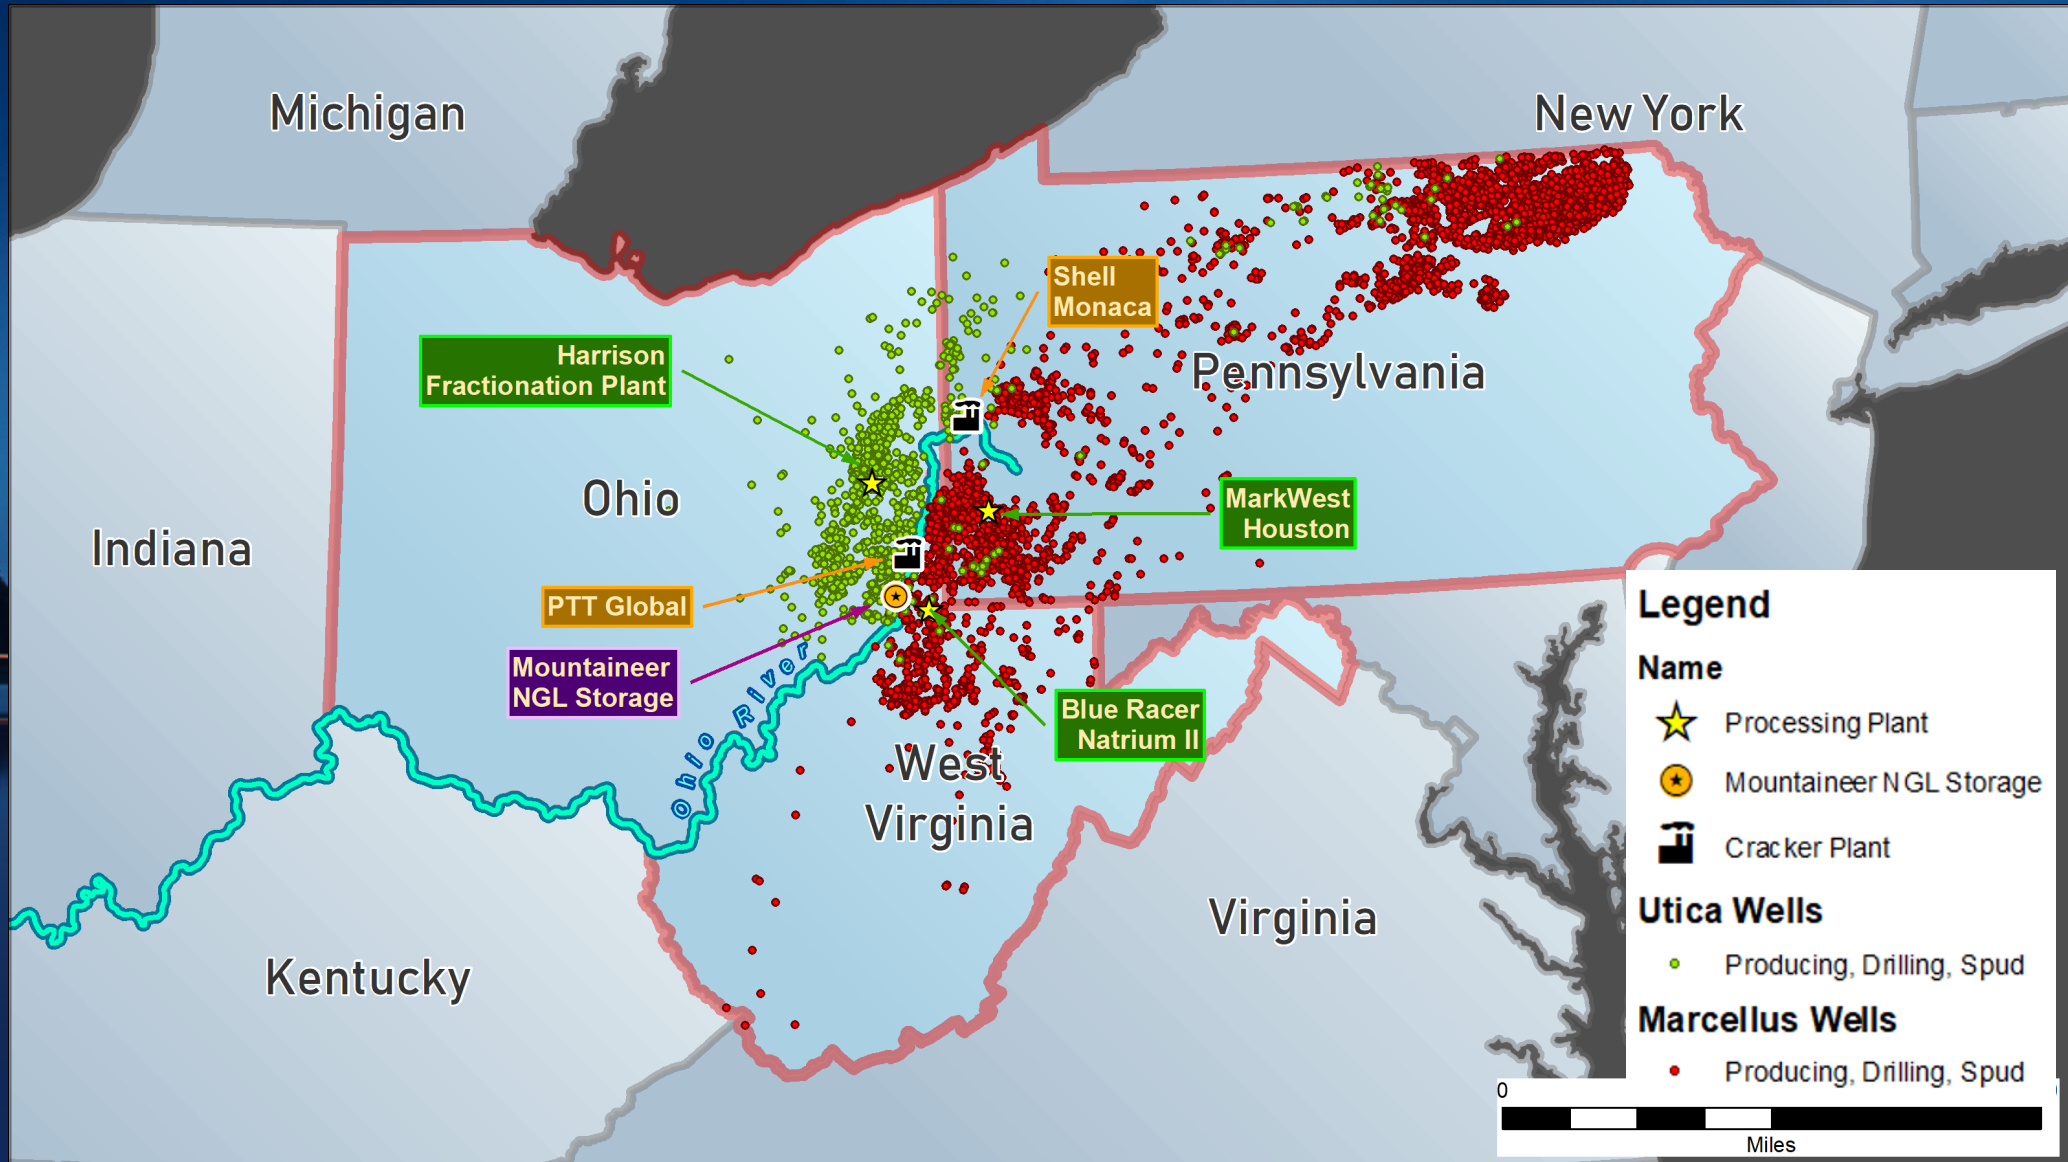 Michigan
New York
Shell
Monaca
Harrison
Fractionation Plant
Pennsylvania
Ohio
MarkWest
Houston
Indiana
PTT Global
Mountaineer
NGL Storage
Ohio River
Blue Racer
Natrium II
West
Virginia
Virginia
Kentucky
Legend
Name
Processing Plant
Mountaineer NGL Storage
Cracker Plant
Utica Wells
Producing, Drilling, Spud
Marcellus Wells
Producing, Drilling, Spud
0
Miles